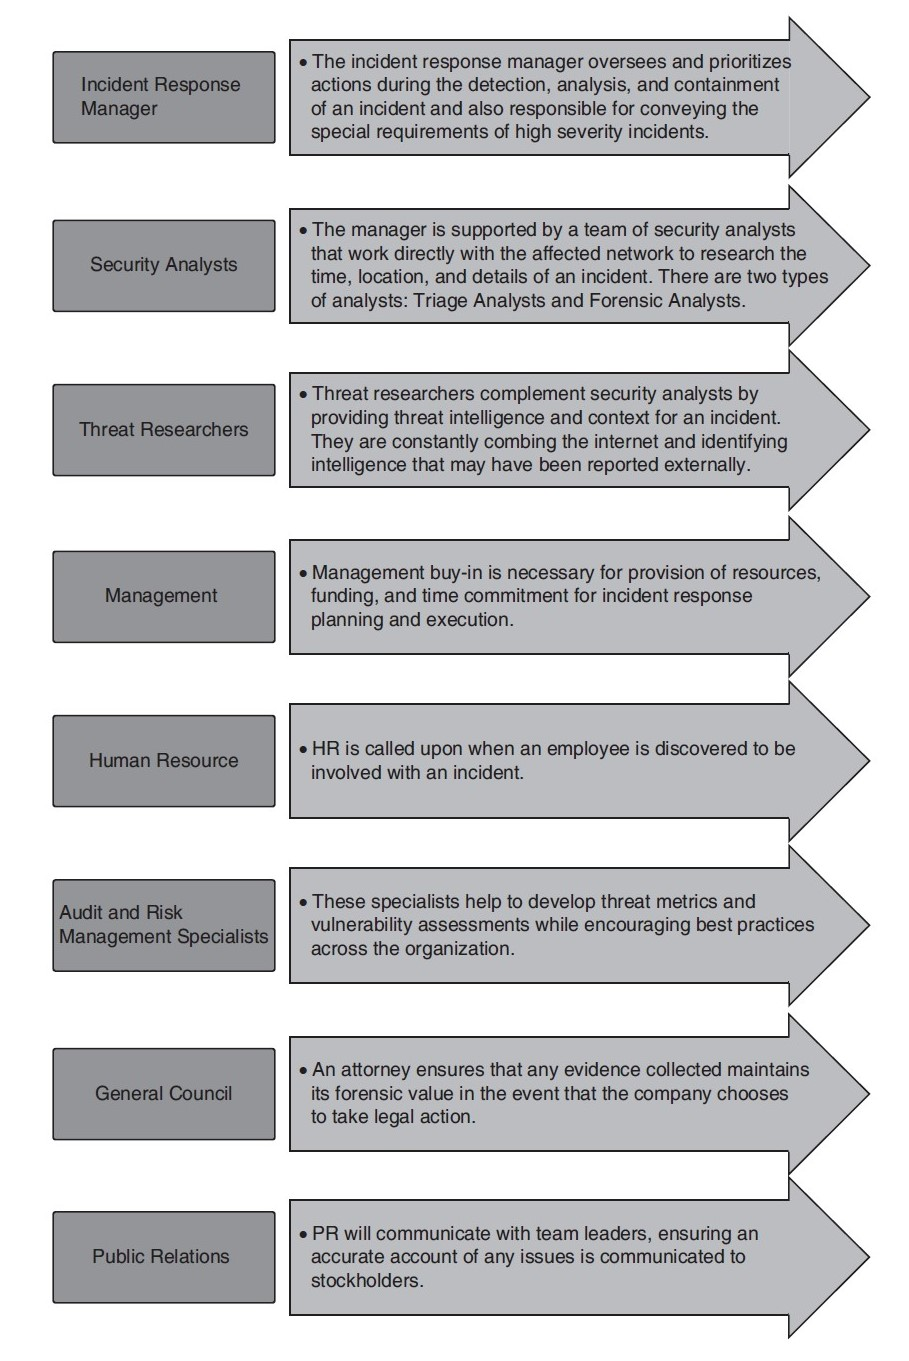 Incident Response
Manager
• The incident response manager oversees and prioritizes
actions during the detection, analysis, and containment
of an incident and also responsible for conveying the
special requirements of high severity incidents.
Security Analysts
• The manager is supported by a team of security analysts
that work directly with the affected network to research the
time, location, and details of an incident. There are two types
of analysts: Triage Analysts and Forensic Analysts.
Threat Researchers
• Threat researchers complement security analysts by
providing threat intelligence and context for an incident.
They are constantly combing the internet and identifying
intelligence that may have been reported externally.
Management
• Management buy-in is necessary for provision of resources,
funding, and time commitment for incident response
planning and execution.
Human Resource
• HR is called upon when an employee is discovered to be
involved with an incident.
Audit and Risk
Management Specialists
• These specialists help to develop threat metrics and
vulnerability assessments while encouraging best practices
across the organization.
General Council
• An attorney ensures that any evidence collected maintains
its forensic value in the event that the company chooses
to take legal action.
Public Relations
• PR will communicate with team leaders, ensuring an
accurate account of any issues is communicated to
stockholders.